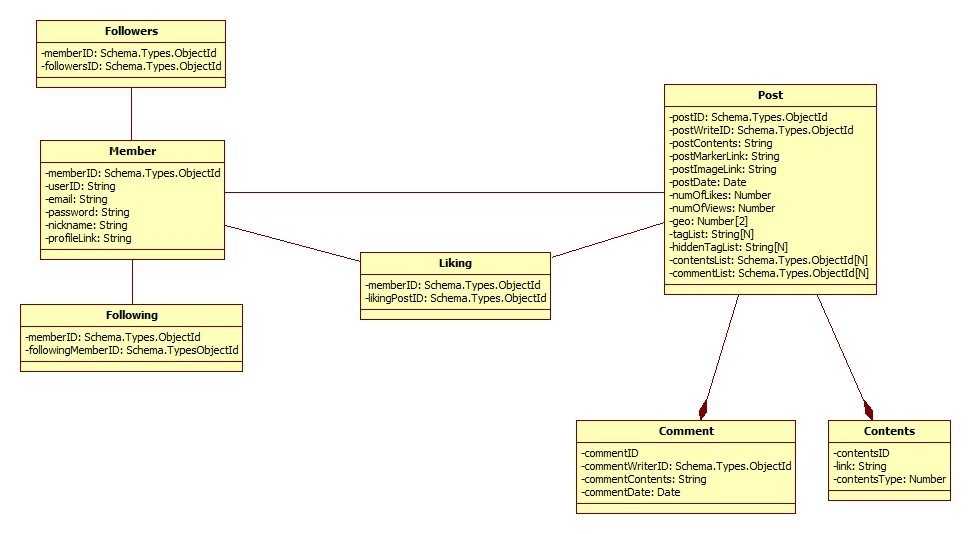 Followers
-memberID: Schema.Types.ObjectId
-followersID: Schema.Types.ObjectId
Member
-memberID: Schema.Types.ObjectId
-userID: String
-email: String
-password: String
-nickname: String
-profileLink: String
Following
-memberID: Schema.Types.ObjectId
-followingMemberID: Schema.TypesObjectId
Liking
-memberID: Schema.Types.ObjectId
-likingPostID: Schema.Types.ObjectId
Post
-postID: Schema.Types.ObjectId
-postWriteID: Schema.Types.ObjectId
-postContents: String
-postMarkerLink: String
-postImageLink: String
-postDate: Date
-numOfLikes: Number
-numOfViews: Number
-geo: Number[2]
-tagList: String[N]
-hiddenTagList: String[N]
-contentsList: Schema.Types.ObjectId[N]
-commentList: Schema.Types.ObjectId[N]
Comment
-commentID
-commentWriterID: Schema.Types.ObjectId
-commentContents: String
-commentDate: Date
Contents
-contentsID
-link: String
-contentsType: Number